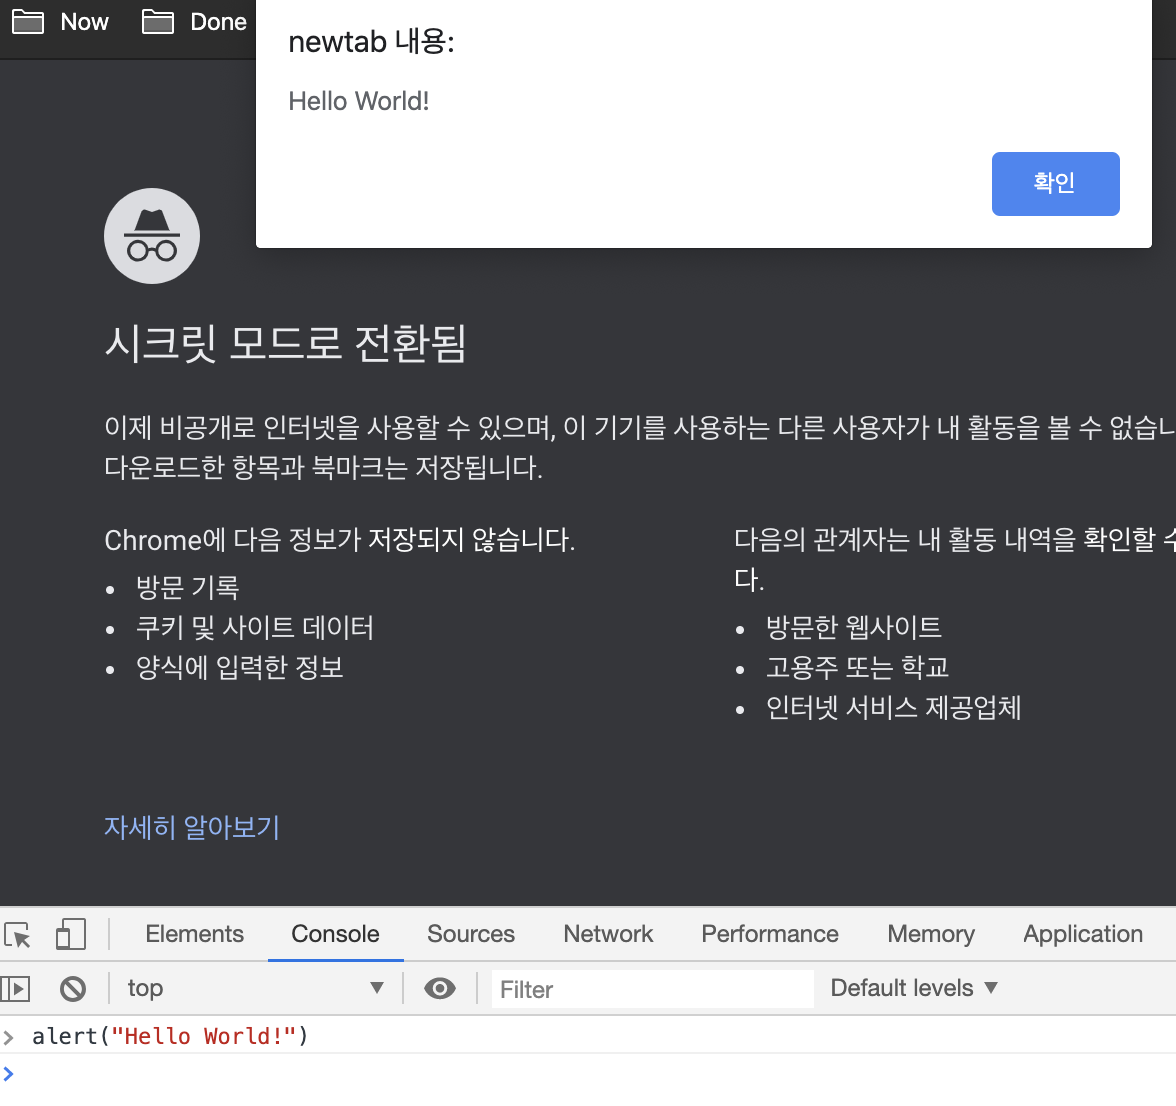 Now Done
newtab 내용:
Hello World!
확인
시크릿 모드로 전환됨
이제 비공개로 인터넷을 사용할 수 있으며, 이 기기를 사용하는 다른 사용자가 내 활동을 볼 수
다운로드한 항목과 북마크는 저장됩니다.
Chrome에 다음 정보가 저장되지 않습니다.
• 방문 기록
• 쿠키 및 사이트 데이터
• 양식에 입력한 정보
다음의 관계자는 내 활동 내역을 확인할
다.
• 방문한 웹사이트
• 고용주 또는 학교
• 인터넷 서비스 제공업체
자세히 알아보기
Elements Console Sources Network Performance Memory Application
top Filter Default levels ▼
> alert("Hello World!")
>